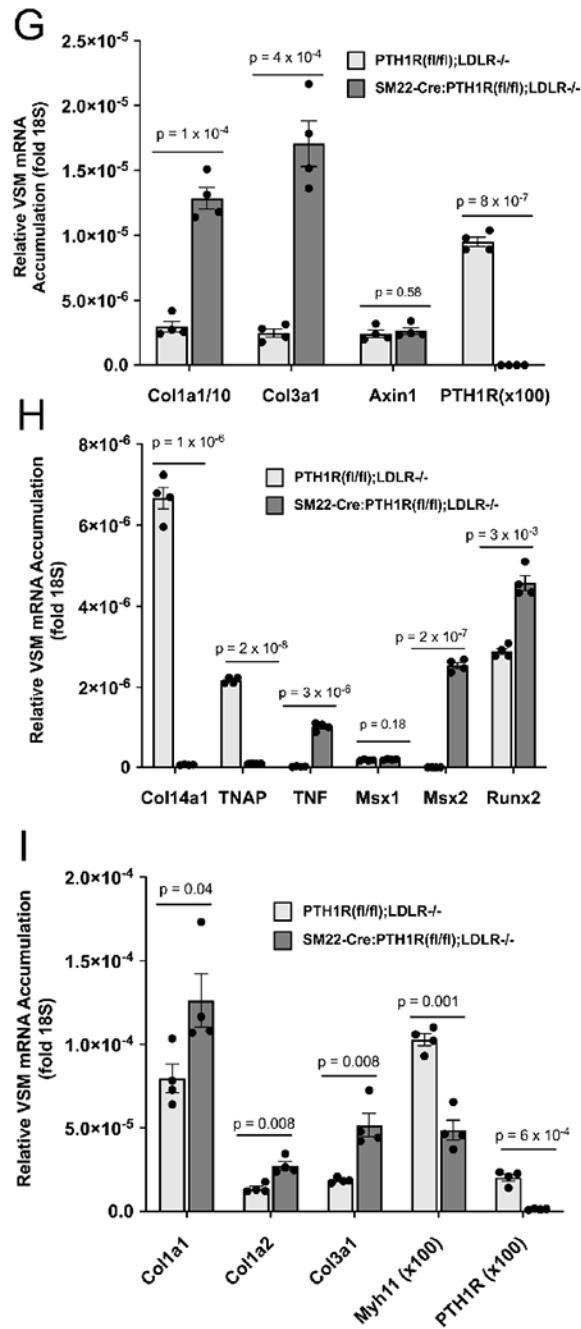 G
Relative VSM mRNA
Accumulation (fold 18S)
2.5×10⁻⁵
2.0×10⁻⁵
1.5×10⁻⁵
1.0×10⁻⁵
5.0×10⁻⁶
0.0
PTH1R(fl/fl);LDLR-/-
SM22-Cre:PTH1R(fl/fl);LDLR-/-
p = 1 x 10⁻⁴
p = 4 x 10⁻⁴
p = 0.58
p = 8 x 10⁻⁷
Col1a1/10 Col3a1 Axin1 PTH1R(x100)
H
Relative VSM mRNA Accumulation
(fold 18S)
8×10⁻⁶
6×10⁻⁶
4×10⁻⁶
2×10⁻⁶
0
PTH1R(fl/fl);LDLR-/-
SM22-Cre:PTH1R(fl/fl);LDLR-/-
p = 1 x 10⁻⁶
p = 2 x 10⁻⁸
p = 3 x 10⁻⁶
p = 0.18
p = 2 x 10⁻⁷
p = 3 x 10⁻³
Col14a1 TNAP TNF Msx1 Msx2 Runx2
I
Relative VSM mRNA Accumulation
(fold 18S)
2.0×10⁻⁴
1.5×10⁻⁴
1.0×10⁻⁴
5.0×10⁻⁵
0.0
PTH1R(fl/fl);LDLR-/-
SM22-Cre:PTH1R(fl/fl);LDLR-/-
p = 0.04
p = 0.008
p = 0.008
p = 0.001
p = 6 x 10⁻⁴
Col1a1
Col1a2
Col3a1
Myh11 (x100)
PTH1R (x100)